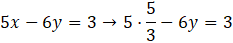 5x − 6y = 3 → 5 ⋅ 5/3 − 6y = 3